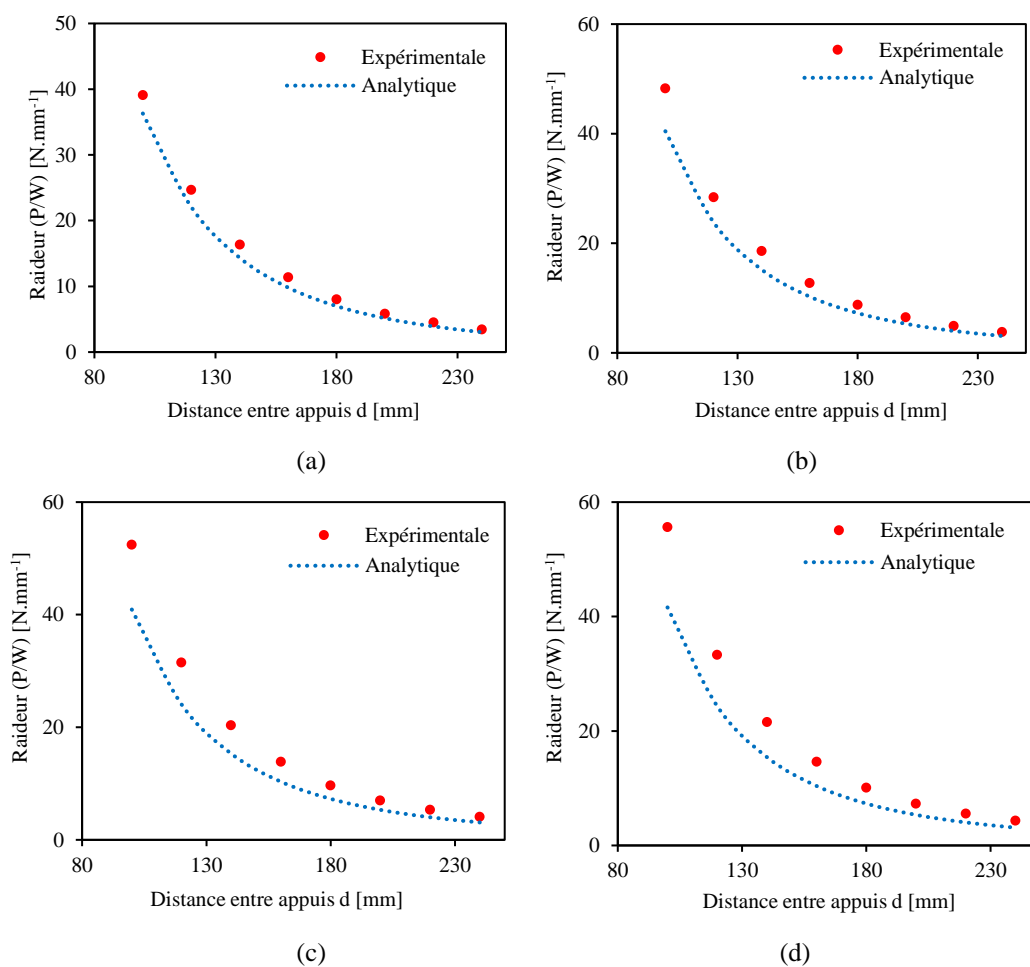 50
40
30
20
10
0
80
130
180
230
Raideur (P/W) [N.mm-1]
Distance entre appuis d [mm]
Expérimentale
Analytique
(a)
60
40
20
0
80
130
180
230
Raideur (P/W) [N.mm-1]
Distance entre appuis d [mm]
Expérimentale
Analytique
(b)
60
40
20
0
80
130
180
230
Raideur (P/W) [N.mm-1]
Distance entre appuis d [mm]
Expérimentale
Analytique
(c)
60
40
20
0
80
130
180
230
Raideur (P/W) [N.mm-1]
Distance entre appuis d [mm]
Expérimentale
Analytique
(d)